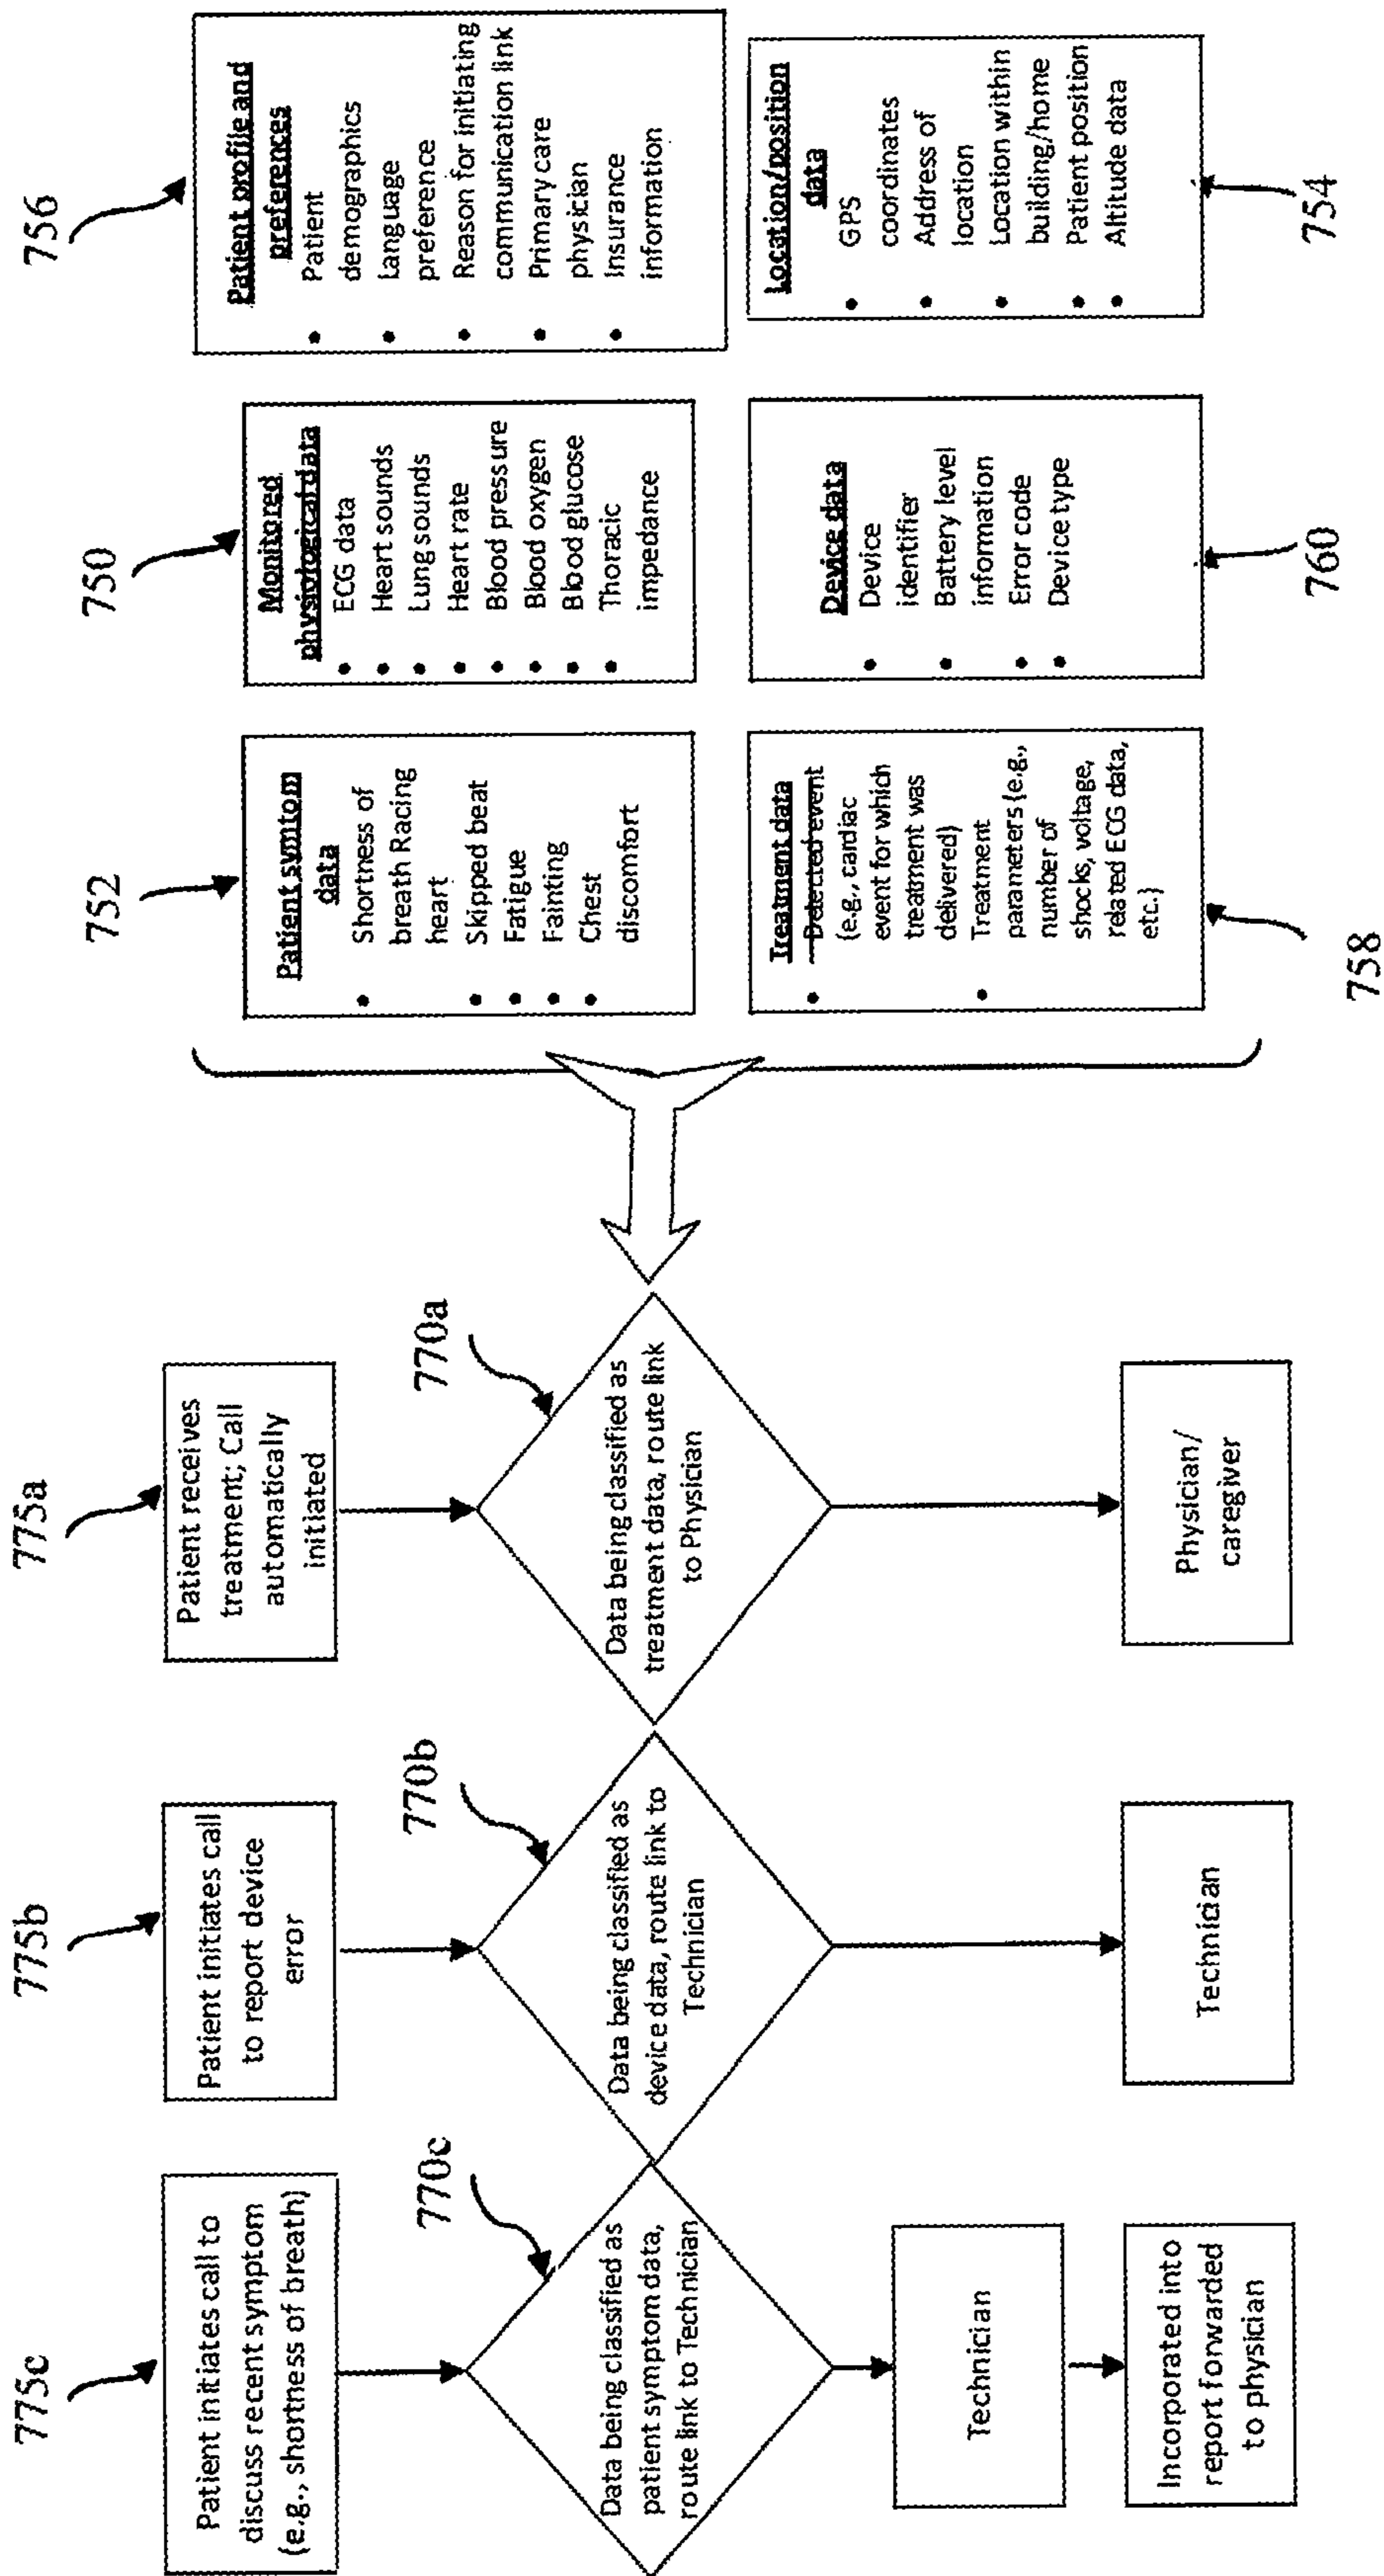 775c
Patient initiates call to
discuss recent symptom
(e.g., shortness of breath)
770c
Data being classified as
patient symptom data,
route link to Technician
Technician
Incorporated into
report forwarded
to physician
775b
Patient initiates call
to report device
error
770b
Data being classified as
device data, route link to
Technician
Technician
775a
Patient receives
treatment; Call
automatically
initiated
770a
Data being classified as
treatment data, route link
to Physician
Physician/
caregiver
752
Patient symtom
data
• Shortness of
breath Racing
heart
• Skipped beat
• Fatigue
• Fainting
• Chest
discomfort
750
Monitored
physiological data
• ECG data
• Heart sounds
• Lung sounds
• Heart rate
• Blood pressure
• Blood oxygen
• Blood glucose
• Thoracic
impedance
756
Patient profile and
preferences
• Patient
demographics
• Language
preference
• Reason for initiating
communication link
• Primary care
physician
• Insurance
information
Treatment data
• Detected event
(e.g., cardiac
event for which
treatment was
delivered)
• Treatment
parameters (e.g.,
number of
shocks, voltage,
related ECG data,
etc.)
758
Device data
• Device
identifier
• Battery level
information
• Error code
• Device type
760
Location/position
data
• GPS
coordinates
• Address of
location
• Location within
building/home
• Patient position
• Altitude data
754